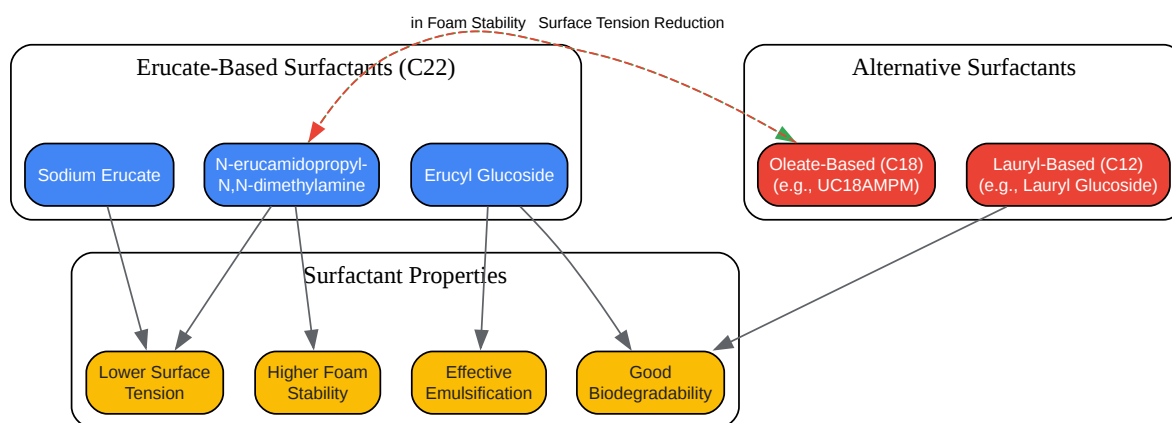 in Foam Stability Surface Tension Reduction
Erucate-Based Surfactants (C22)
Alternative Surfactants
Sodium Erucate
N-erucamidopropyl-
N,N-dimethylamine
Erucyl Glucoside
Oleate-Based (C18)
(e.g., UC18AMPM)
Lauryl-Based (C12)
(e.g., Lauryl Glucoside)
Surfactant Properties
Lower Surface
Tension
Higher Foam
Stability
Effective
Emulsification
Good
Biodegradability